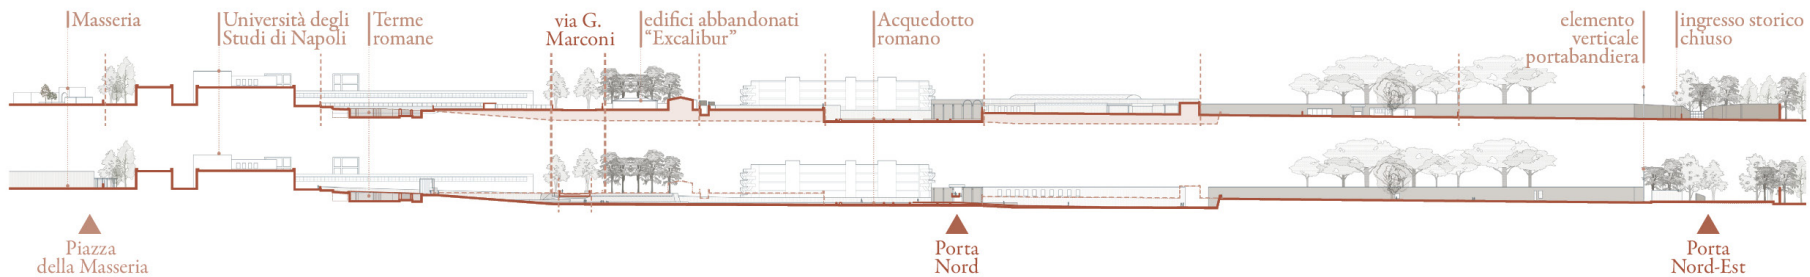 Masseria
Università degli
Studi di Napoli
Terme
romane
via G.
Marconi
edifici abbandonati
“Excalibur”
Acquedotto
romano
elemento
verticale
portabandiera
ingresso storico
chiuso
Piazza
della Masseria
Porta
Nord
Porta
Nord-Est